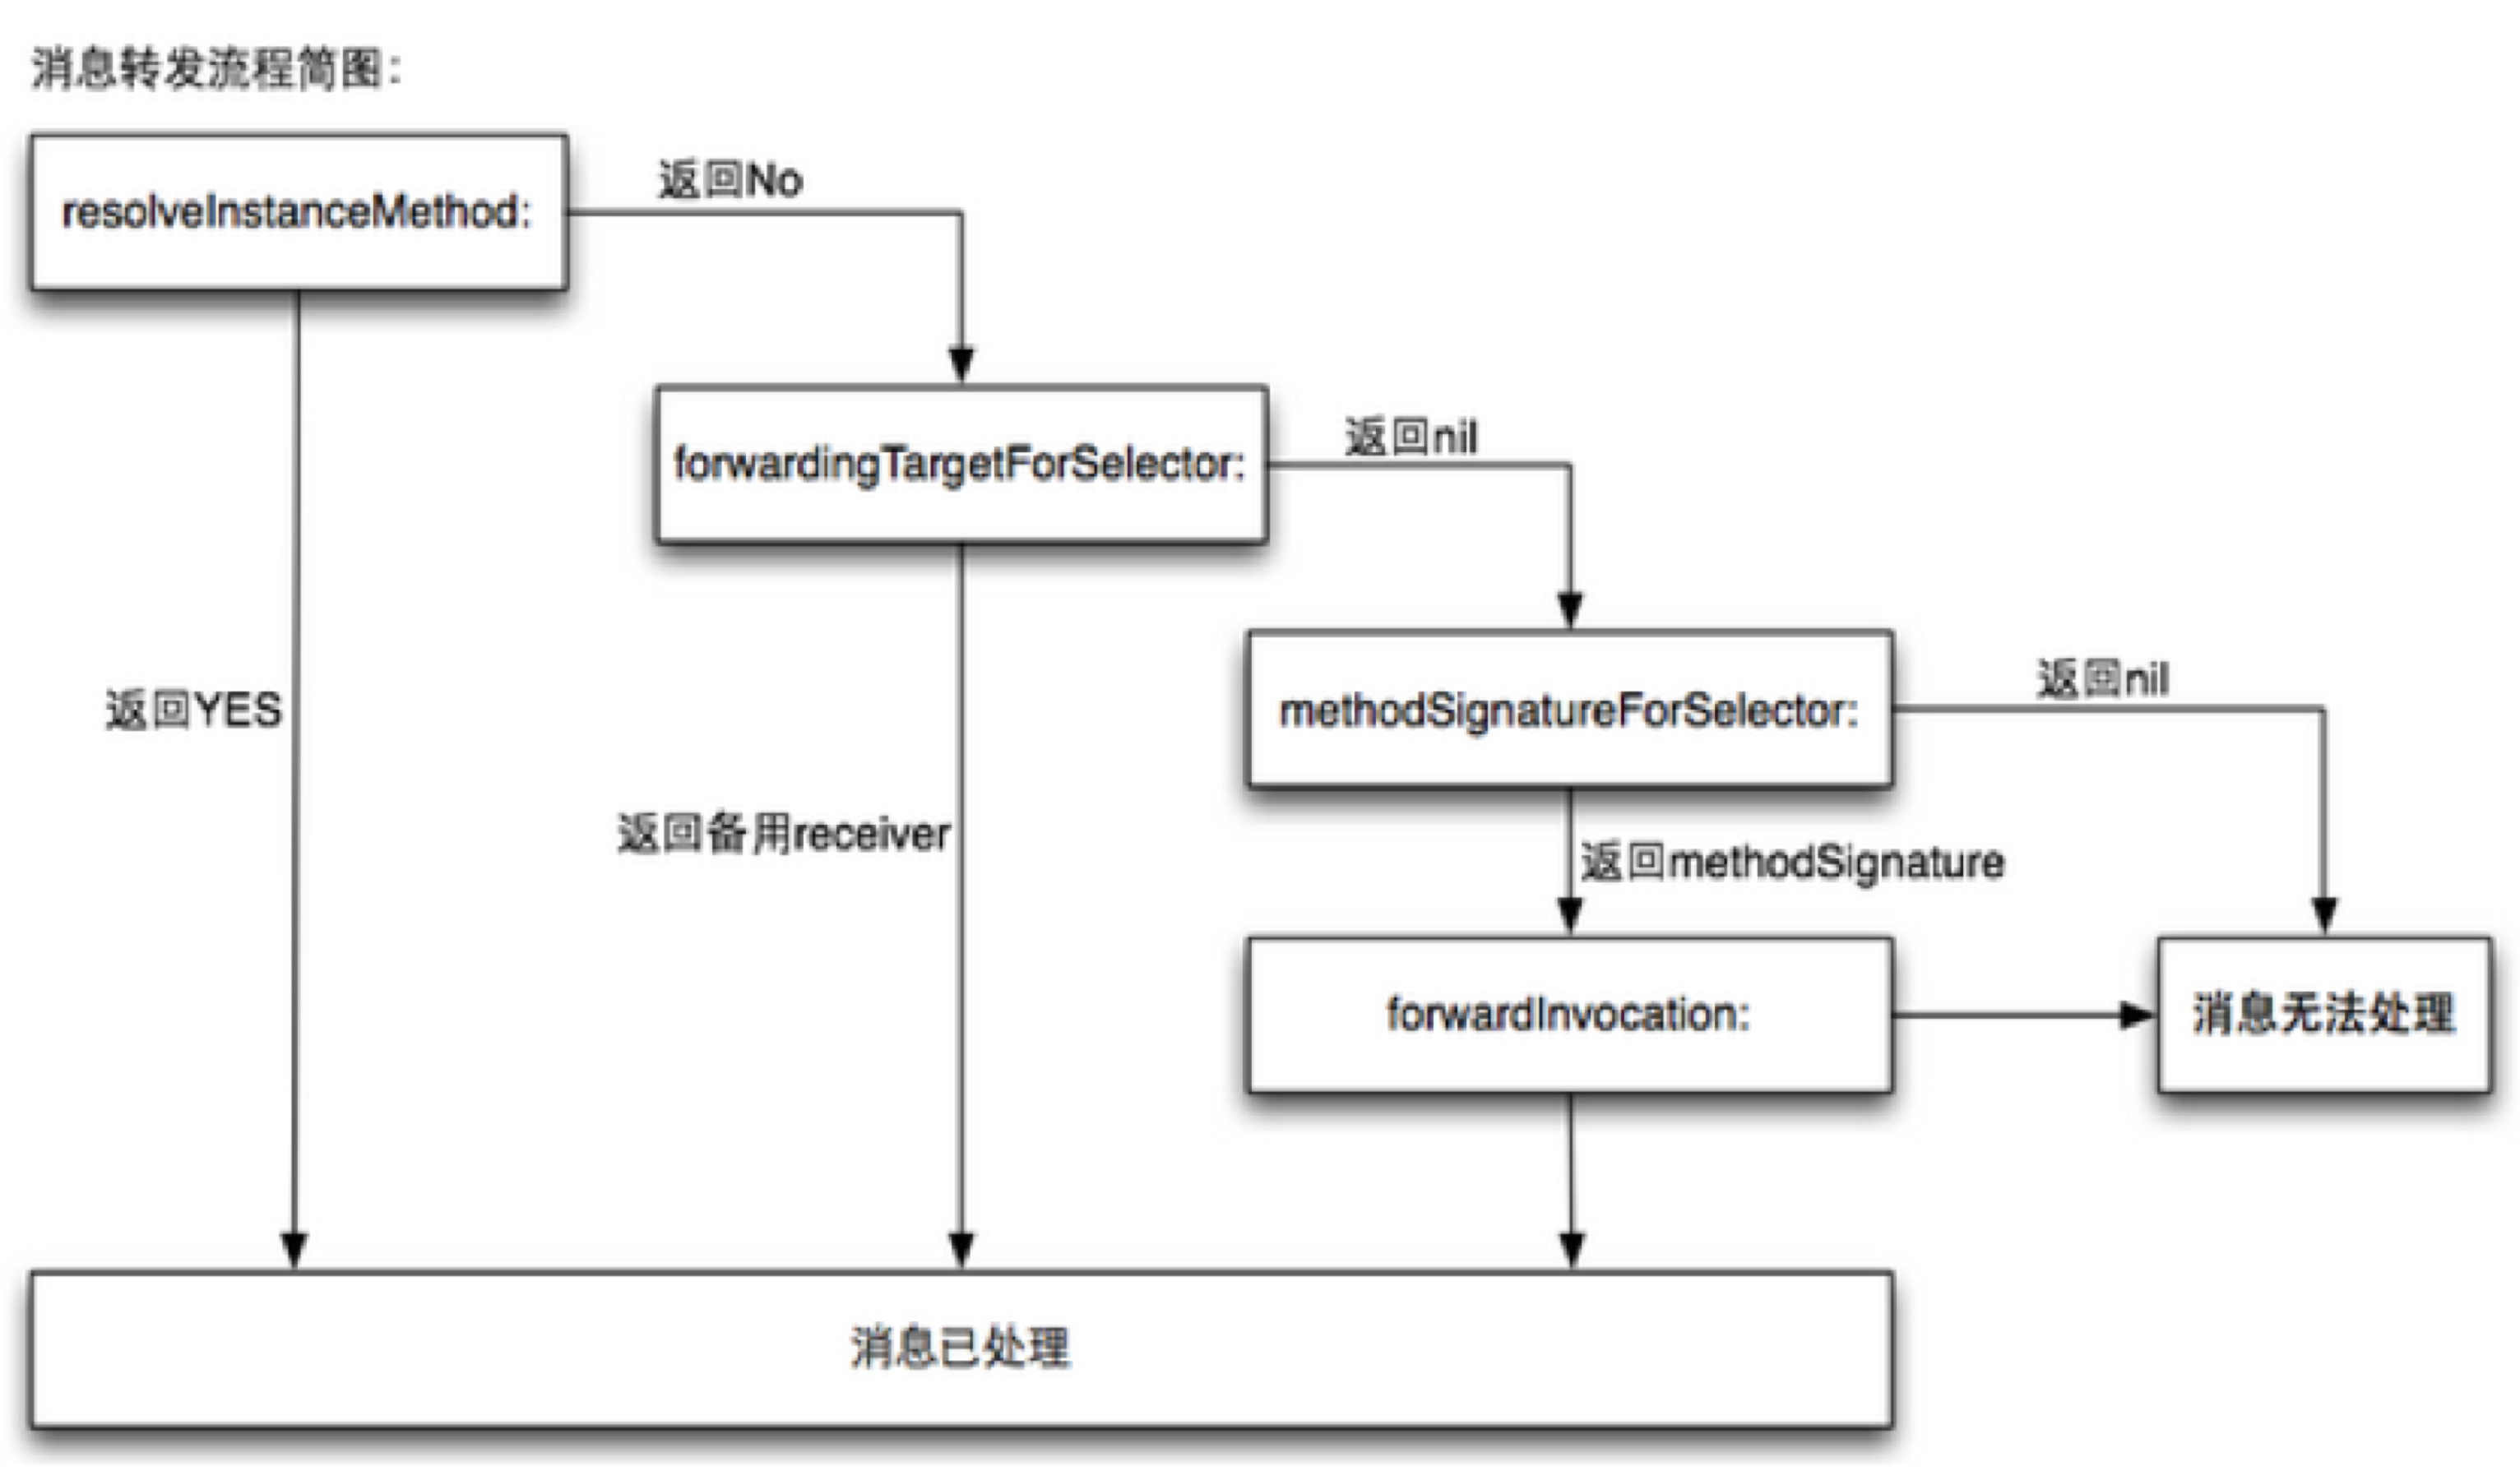 消息转发流程简图：
resolveInstanceMethod:
返回No
forwardingTargetForSelector:
返回nil
methodSignatureForSelector:
返回nil
返回YES
返回备用receiver
返回methodSignature
forwardInvocation:
消息无法处理
消息已处理